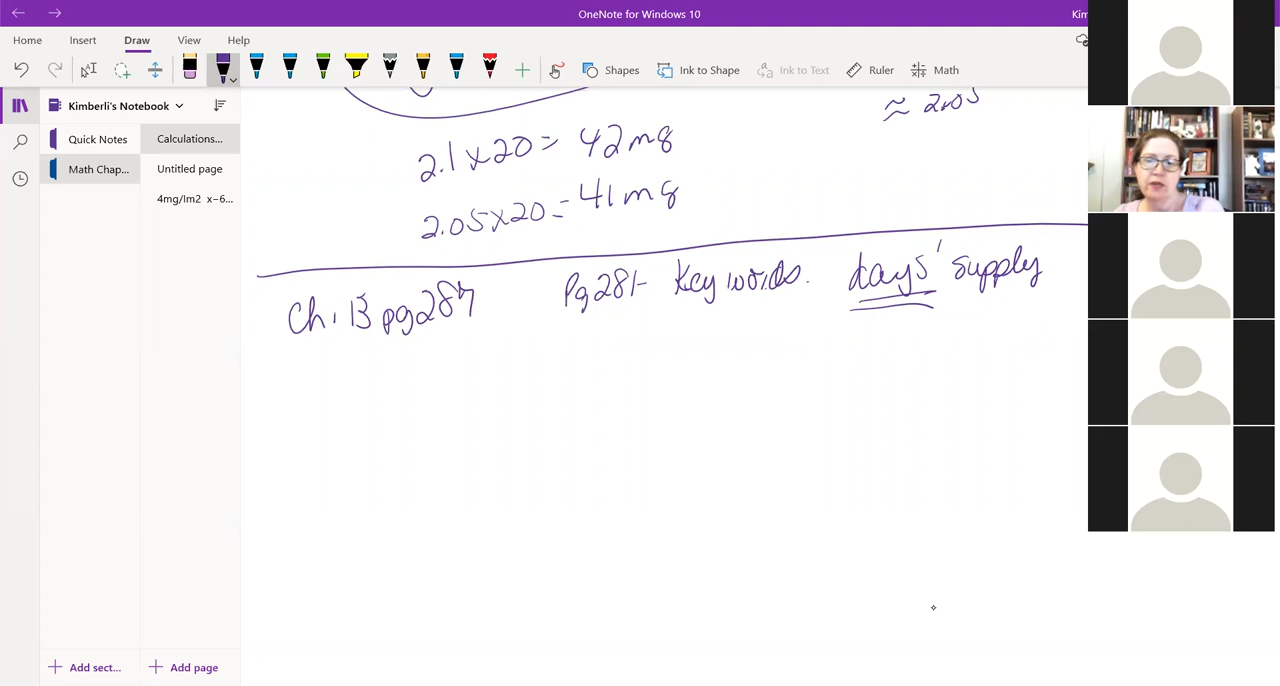 OneNote for Windows 10
Kim
Home Insert Draw View Help
Shapes Ink to Shape Ink to Text Ruler Math
Kimberli's Notebook
Quick Notes
Math Chap...
Calculations...
Untitled page
4mg/Im2 x-6...
≈ 2.05
2.1 x 20 = 42 mg
2.05 x 20 = 41 mg
Ch. 13 pg 287 Pg 281- Key words. days' supply
Add sect... Add page